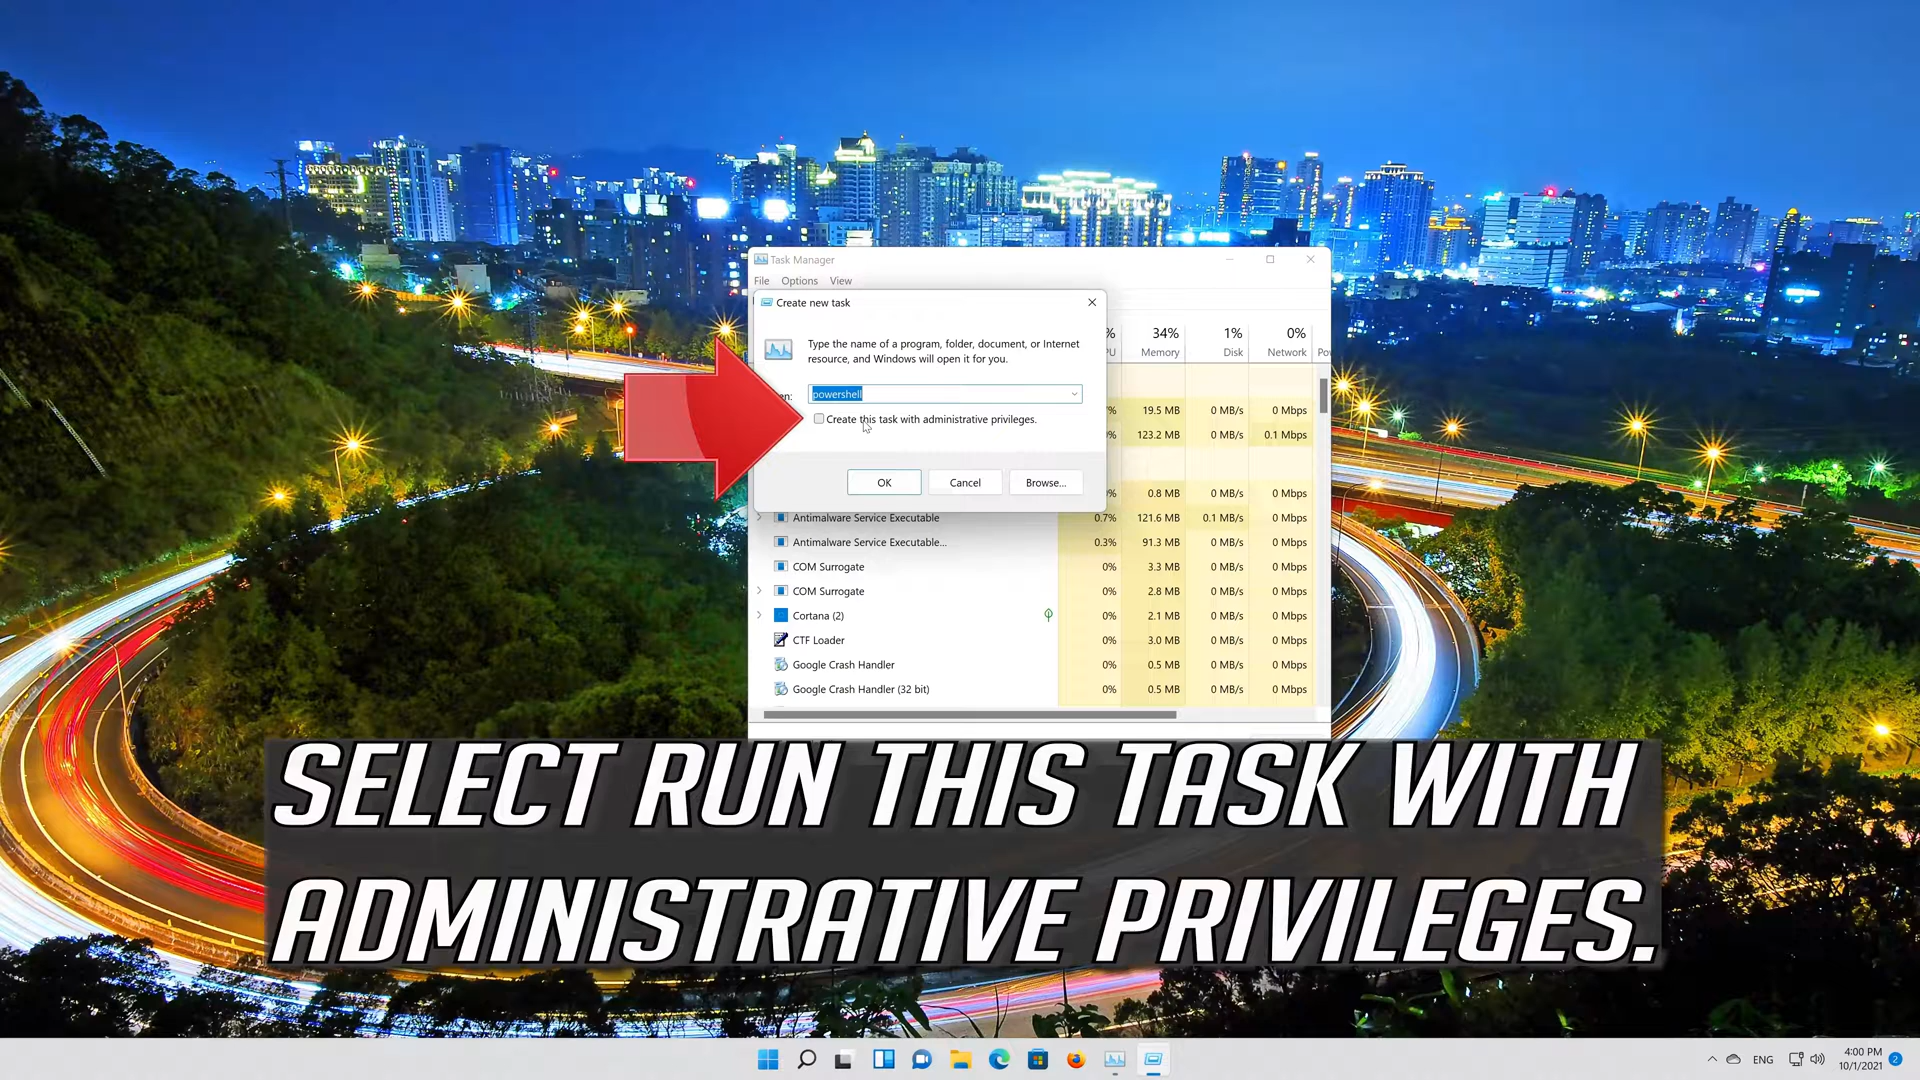 Task Manager
File Options View
Create new task
Type the name of a program, folder, document, or Internet
resource, and Windows will open it for you.
powershell
Create this task with administrative privileges.
OK Cancel Browse...
% 34% 1% 0%
PU Memory Disk Network
% 19.5 MB 0 MB/s 0 Mbps
% 123.2 MB 0 MB/s 0.1 Mbps
% 0.8 MB 0 MB/s 0 Mbps
Antimalware Service Executable 0.7% 121.6 MB 0.1 MB/s 0 Mbps
Antimalware Service Executable... 0.3% 91.3 MB 0 MB/s 0 Mbps
COM Surrogate 0% 3.3 MB 0 MB/s 0 Mbps
COM Surrogate 0% 2.8 MB 0 MB/s 0 Mbps
Cortana (2) 0% 2.1 MB 0 MB/s 0 Mbps
CTF Loader 0% 3.0 MB 0 MB/s 0 Mbps
Google Crash Handler 0% 0.5 MB 0 MB/s 0 Mbps
Google Crash Handler (32 bit) 0% 0.5 MB 0 MB/s 0 Mbps
SELECT RUN THIS TASK WITH
ADMINISTRATIVE PRIVILEGES.
ENG
4:00 PM
10/1/2021
2